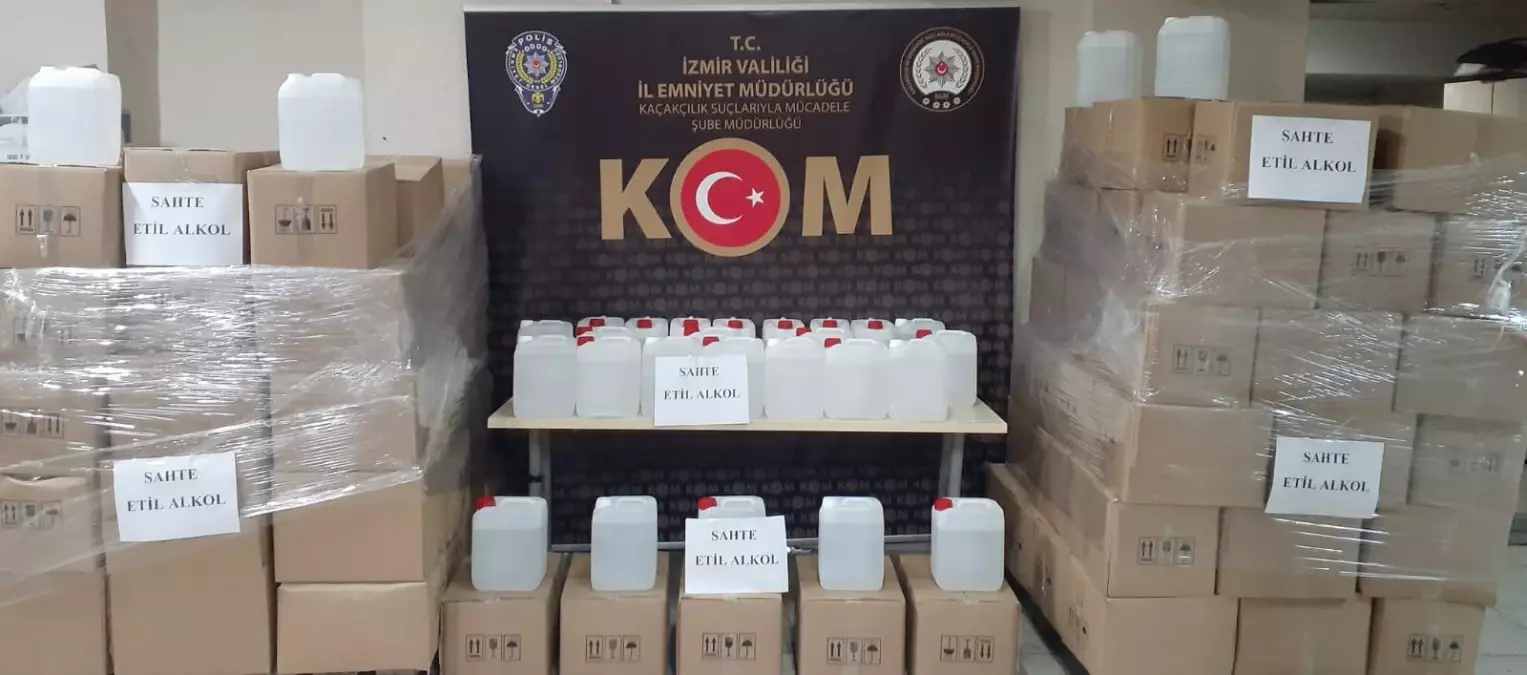 POLİS
T.C.
İZMİR VALİLİĞİ
İL EMNİYET MÜDÜRLÜĞÜ
KAÇAKÇILIK SUÇLARIYLA MÜCADELE
ŞUBE MÜDÜRLÜĞÜ
KOM
SAHTE
ETİL ALKOL
SAHTE
ETİL ALKOL
SAHTE
ETİL ALKOL
SAHTE
ETİL ALKOL
SAHTE
ETİL ALKOL
SAHTE
ETİL ALKOL